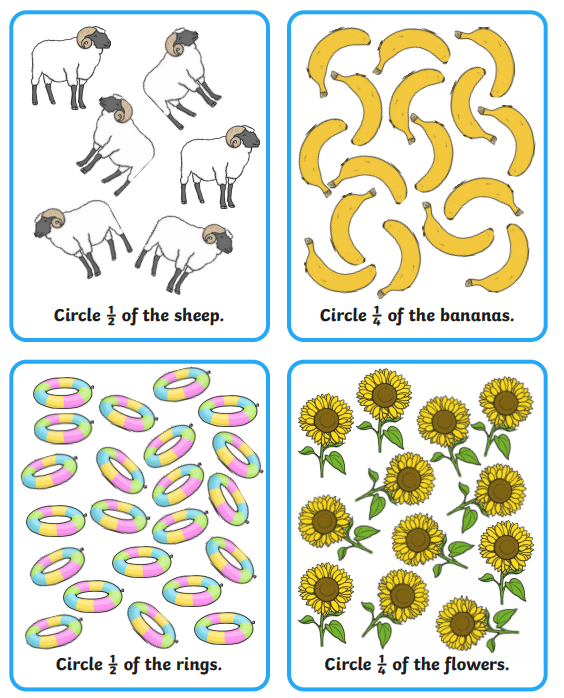 Circle 1/2 of the sheep.
Circle 1/4 of the bananas.
Circle 1/2 of the rings.
Circle 1/4 of the flowers.